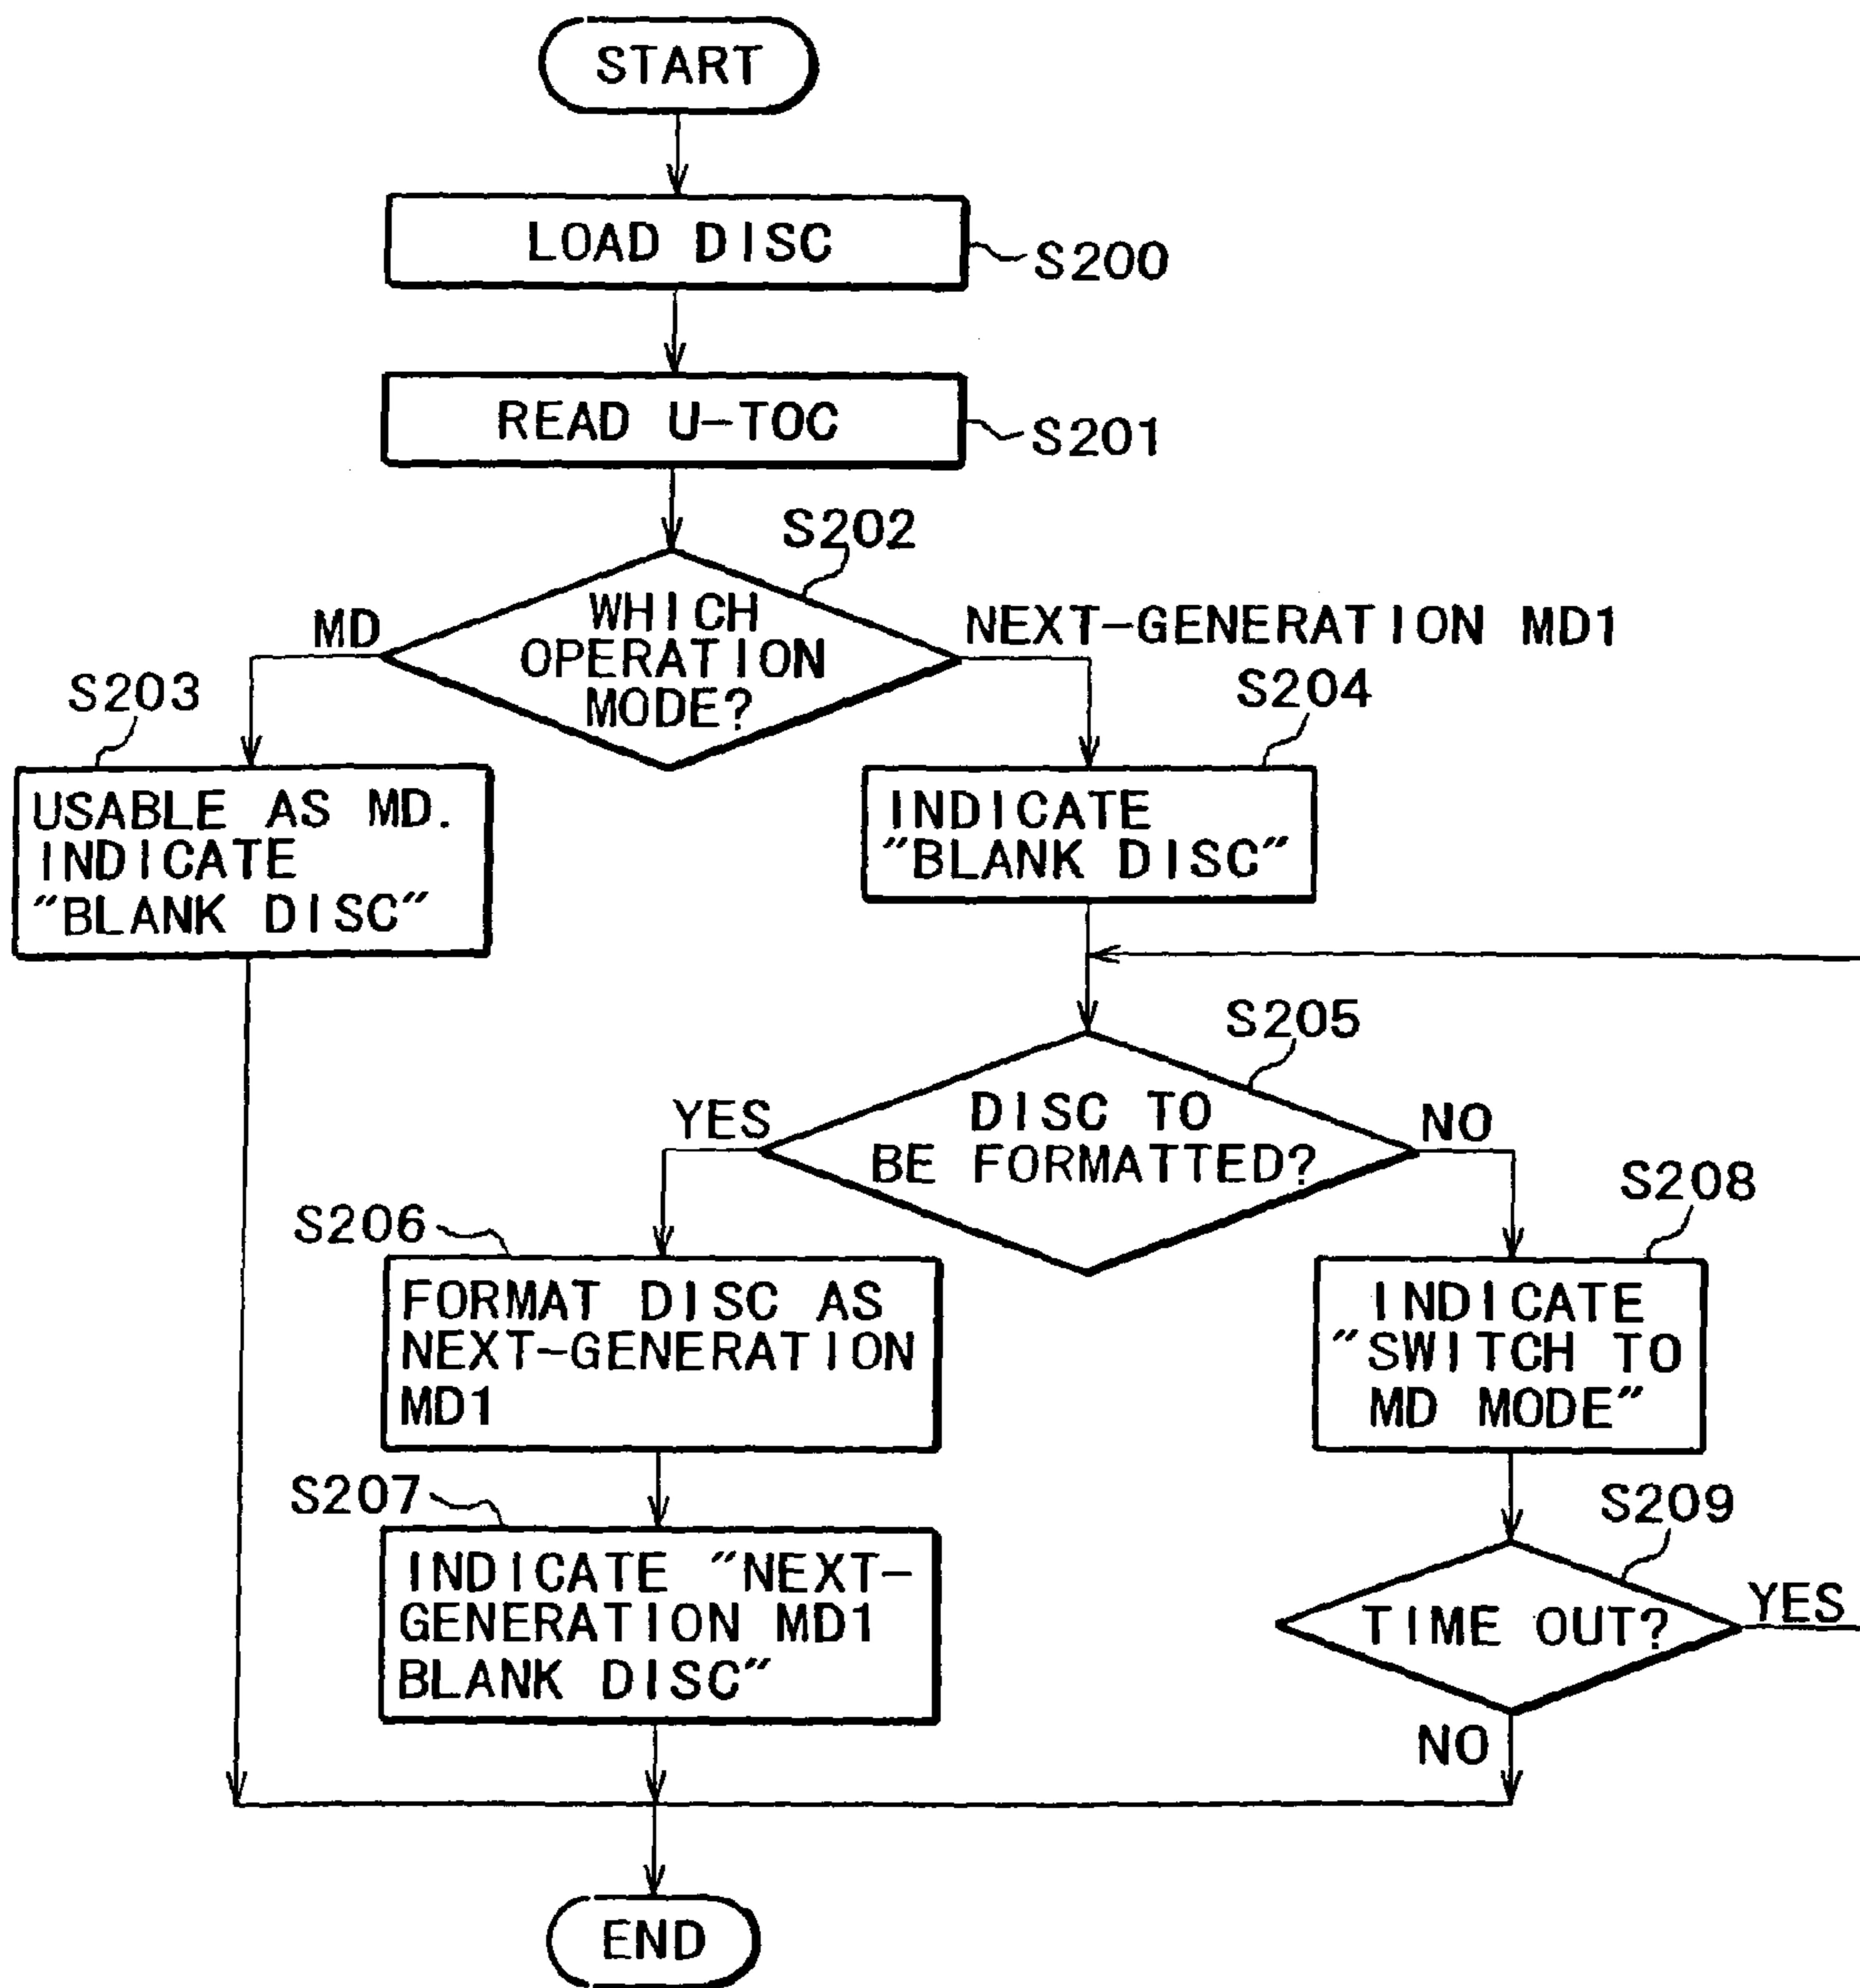 START
LOAD DISC
S200
READ U-TOC
S201
S202
WHICH
OPERATION
MODE?
MD
NEXT-GENERATION MD1
S203
USABLE AS MD.
INDICATE
"BLANK DISC"
S204
INDICATE
"BLANK DISC"
S205
DISC TO
BE FORMATTED?
YES
NO
S206
FORMAT DISC AS
NEXT-GENERATION
MD1
S208
INDICATE
"SWITCH TO
MD MODE"
S207
INDICATE "NEXT-
GENERATION MD1
BLANK DISC"
S209
TIME OUT?
YES
NO
END